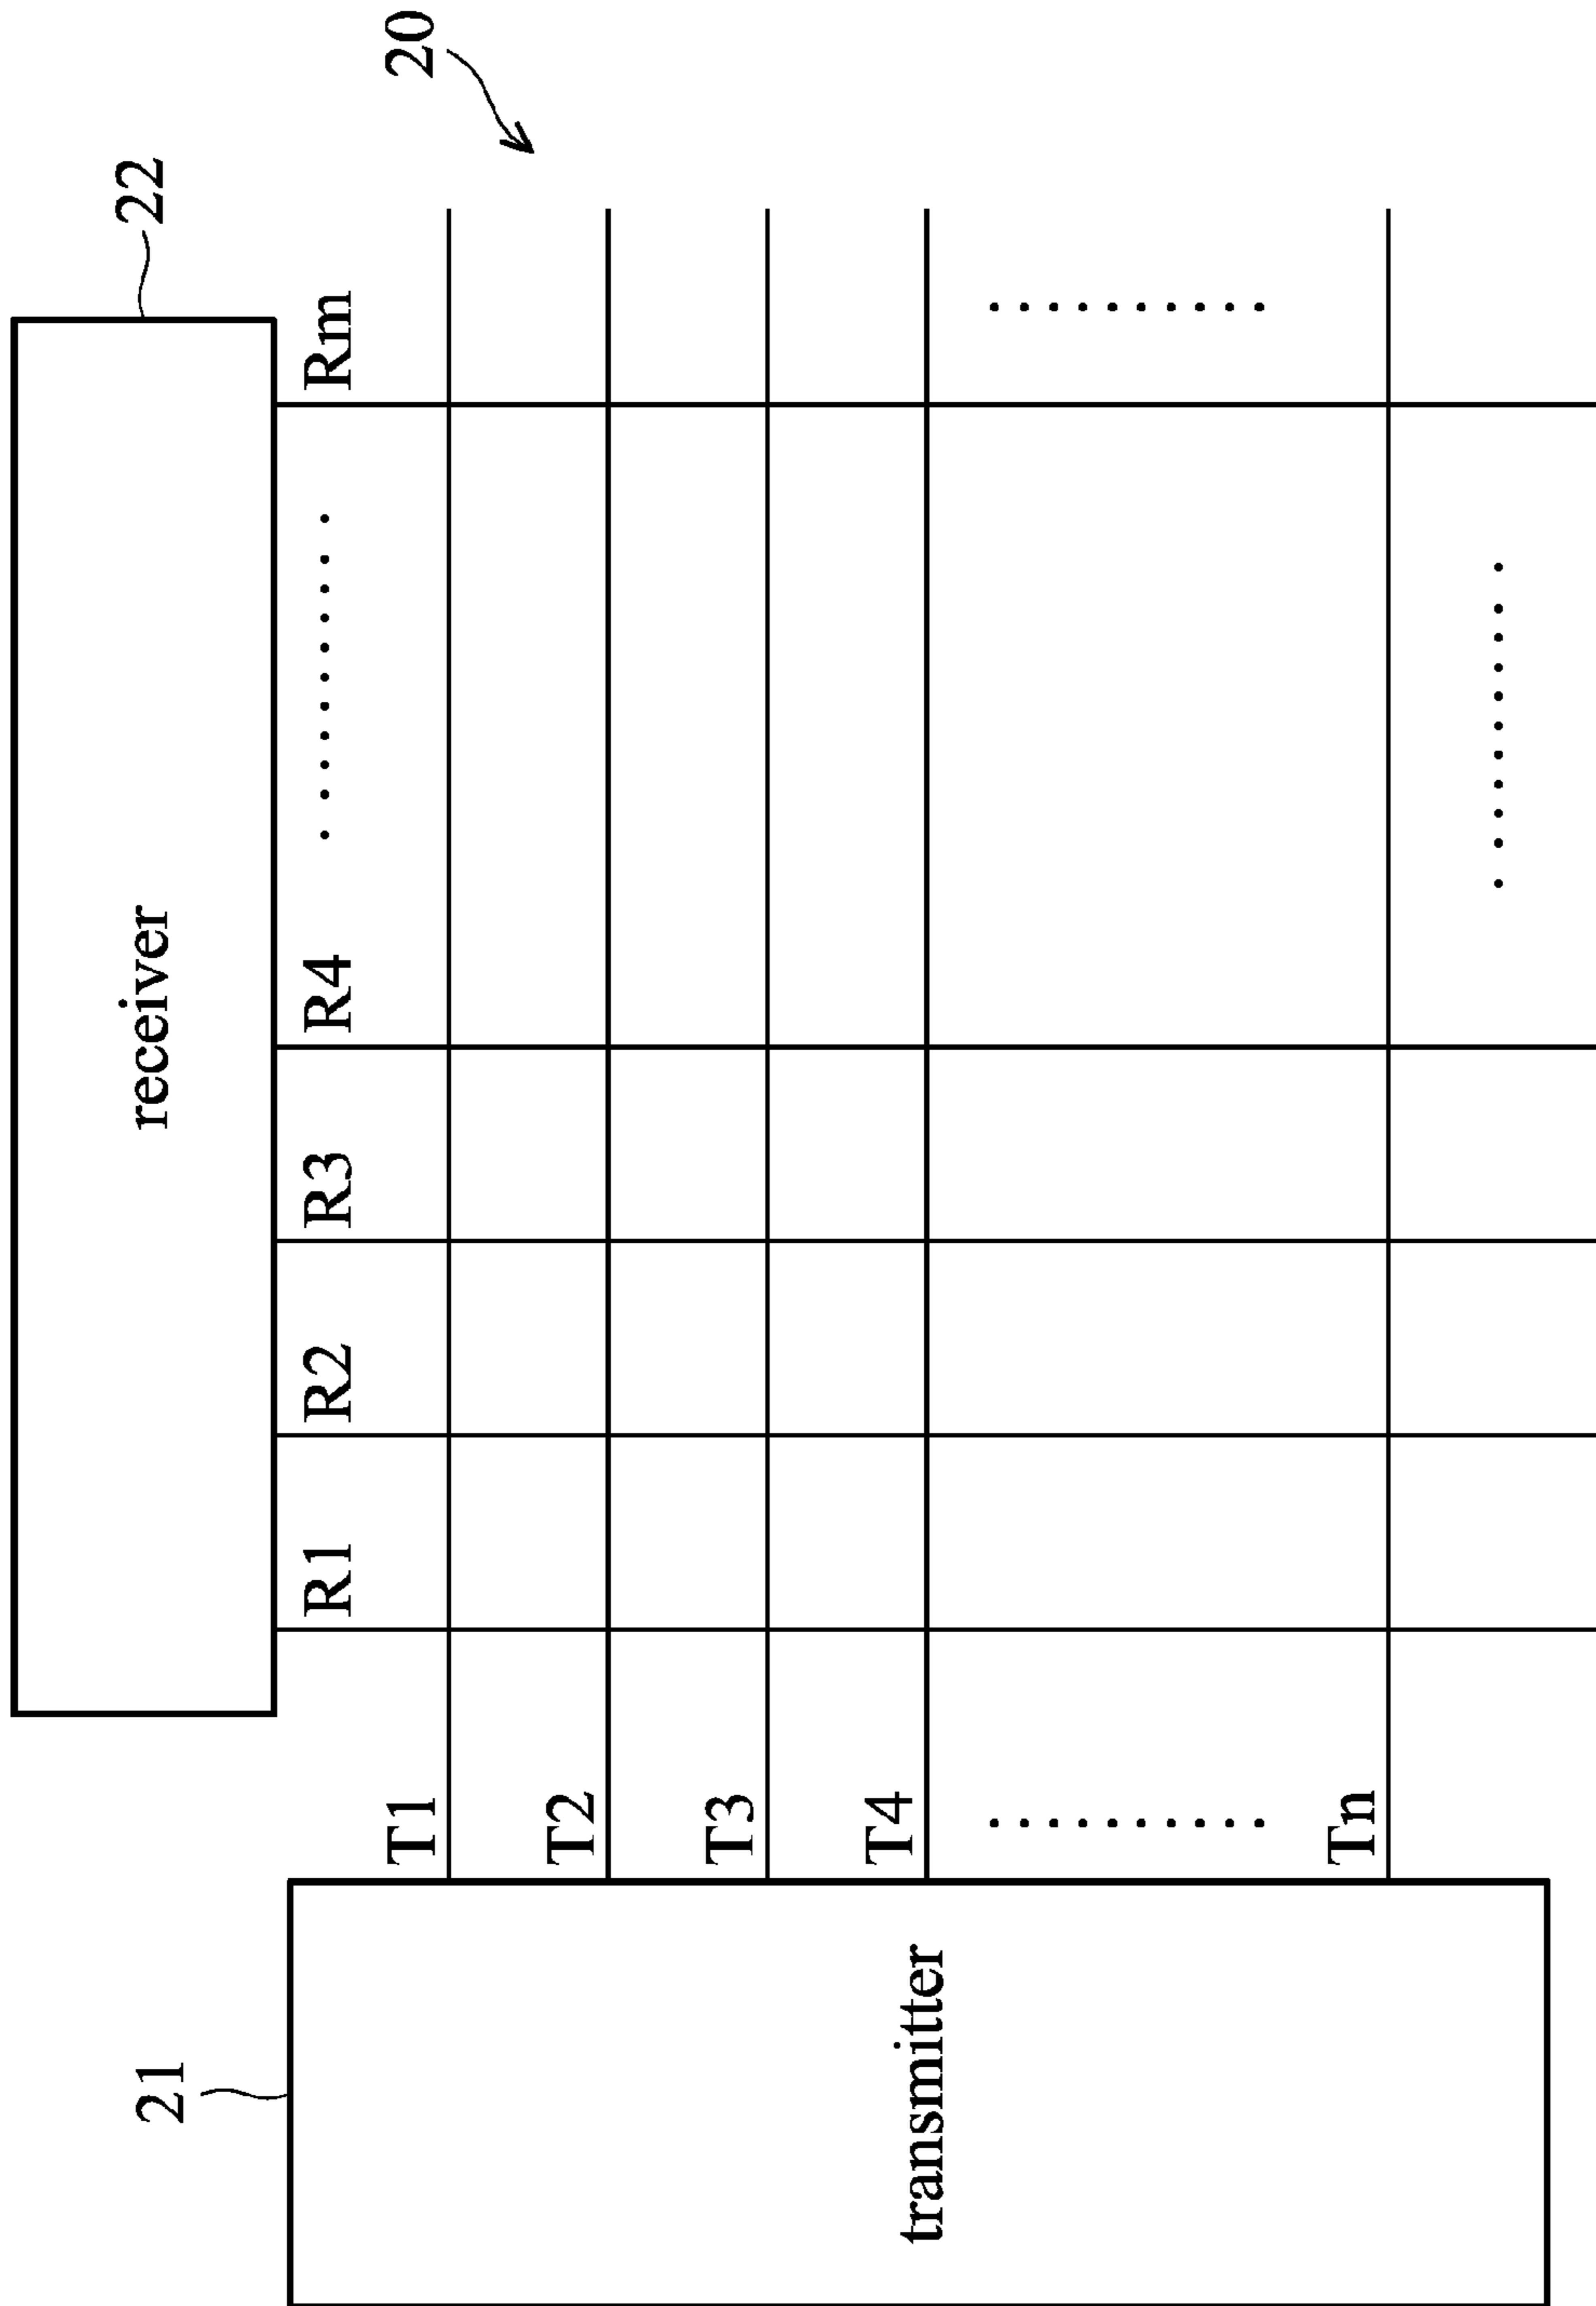 20
22
receiver
R1 R2 R3 R4 Rm
21
transmitter
T1
T2
T3
T4
Tn